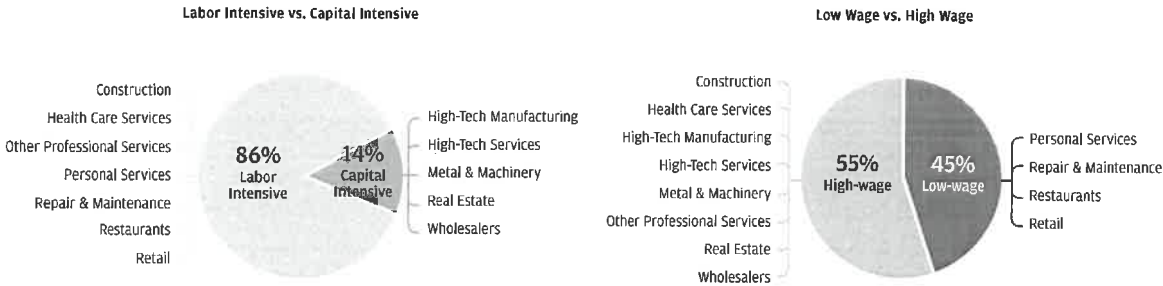 Labor Intensive vs. Capital Intensive
Construction
Health Care Services
Other Professional Services
Personal Services
Repair & Maintenance
Restaurants
Retail
86%
Labor
Intensive
14%
Capital
Intensive
High-Tech Manufacturing
High-Tech Services
Metal & Machinery
Real Estate
Wholesalers
Low Wage vs. High Wage
Construction
Health Care Services
High-Tech Manufacturing
High-Tech Services
Metal & Machinery
Other Professional Services
Real Estate
Wholesalers
55%
High-wage
45%
Low-wage
Personal Services
Repair & Maintenance
Restaurants
Retail